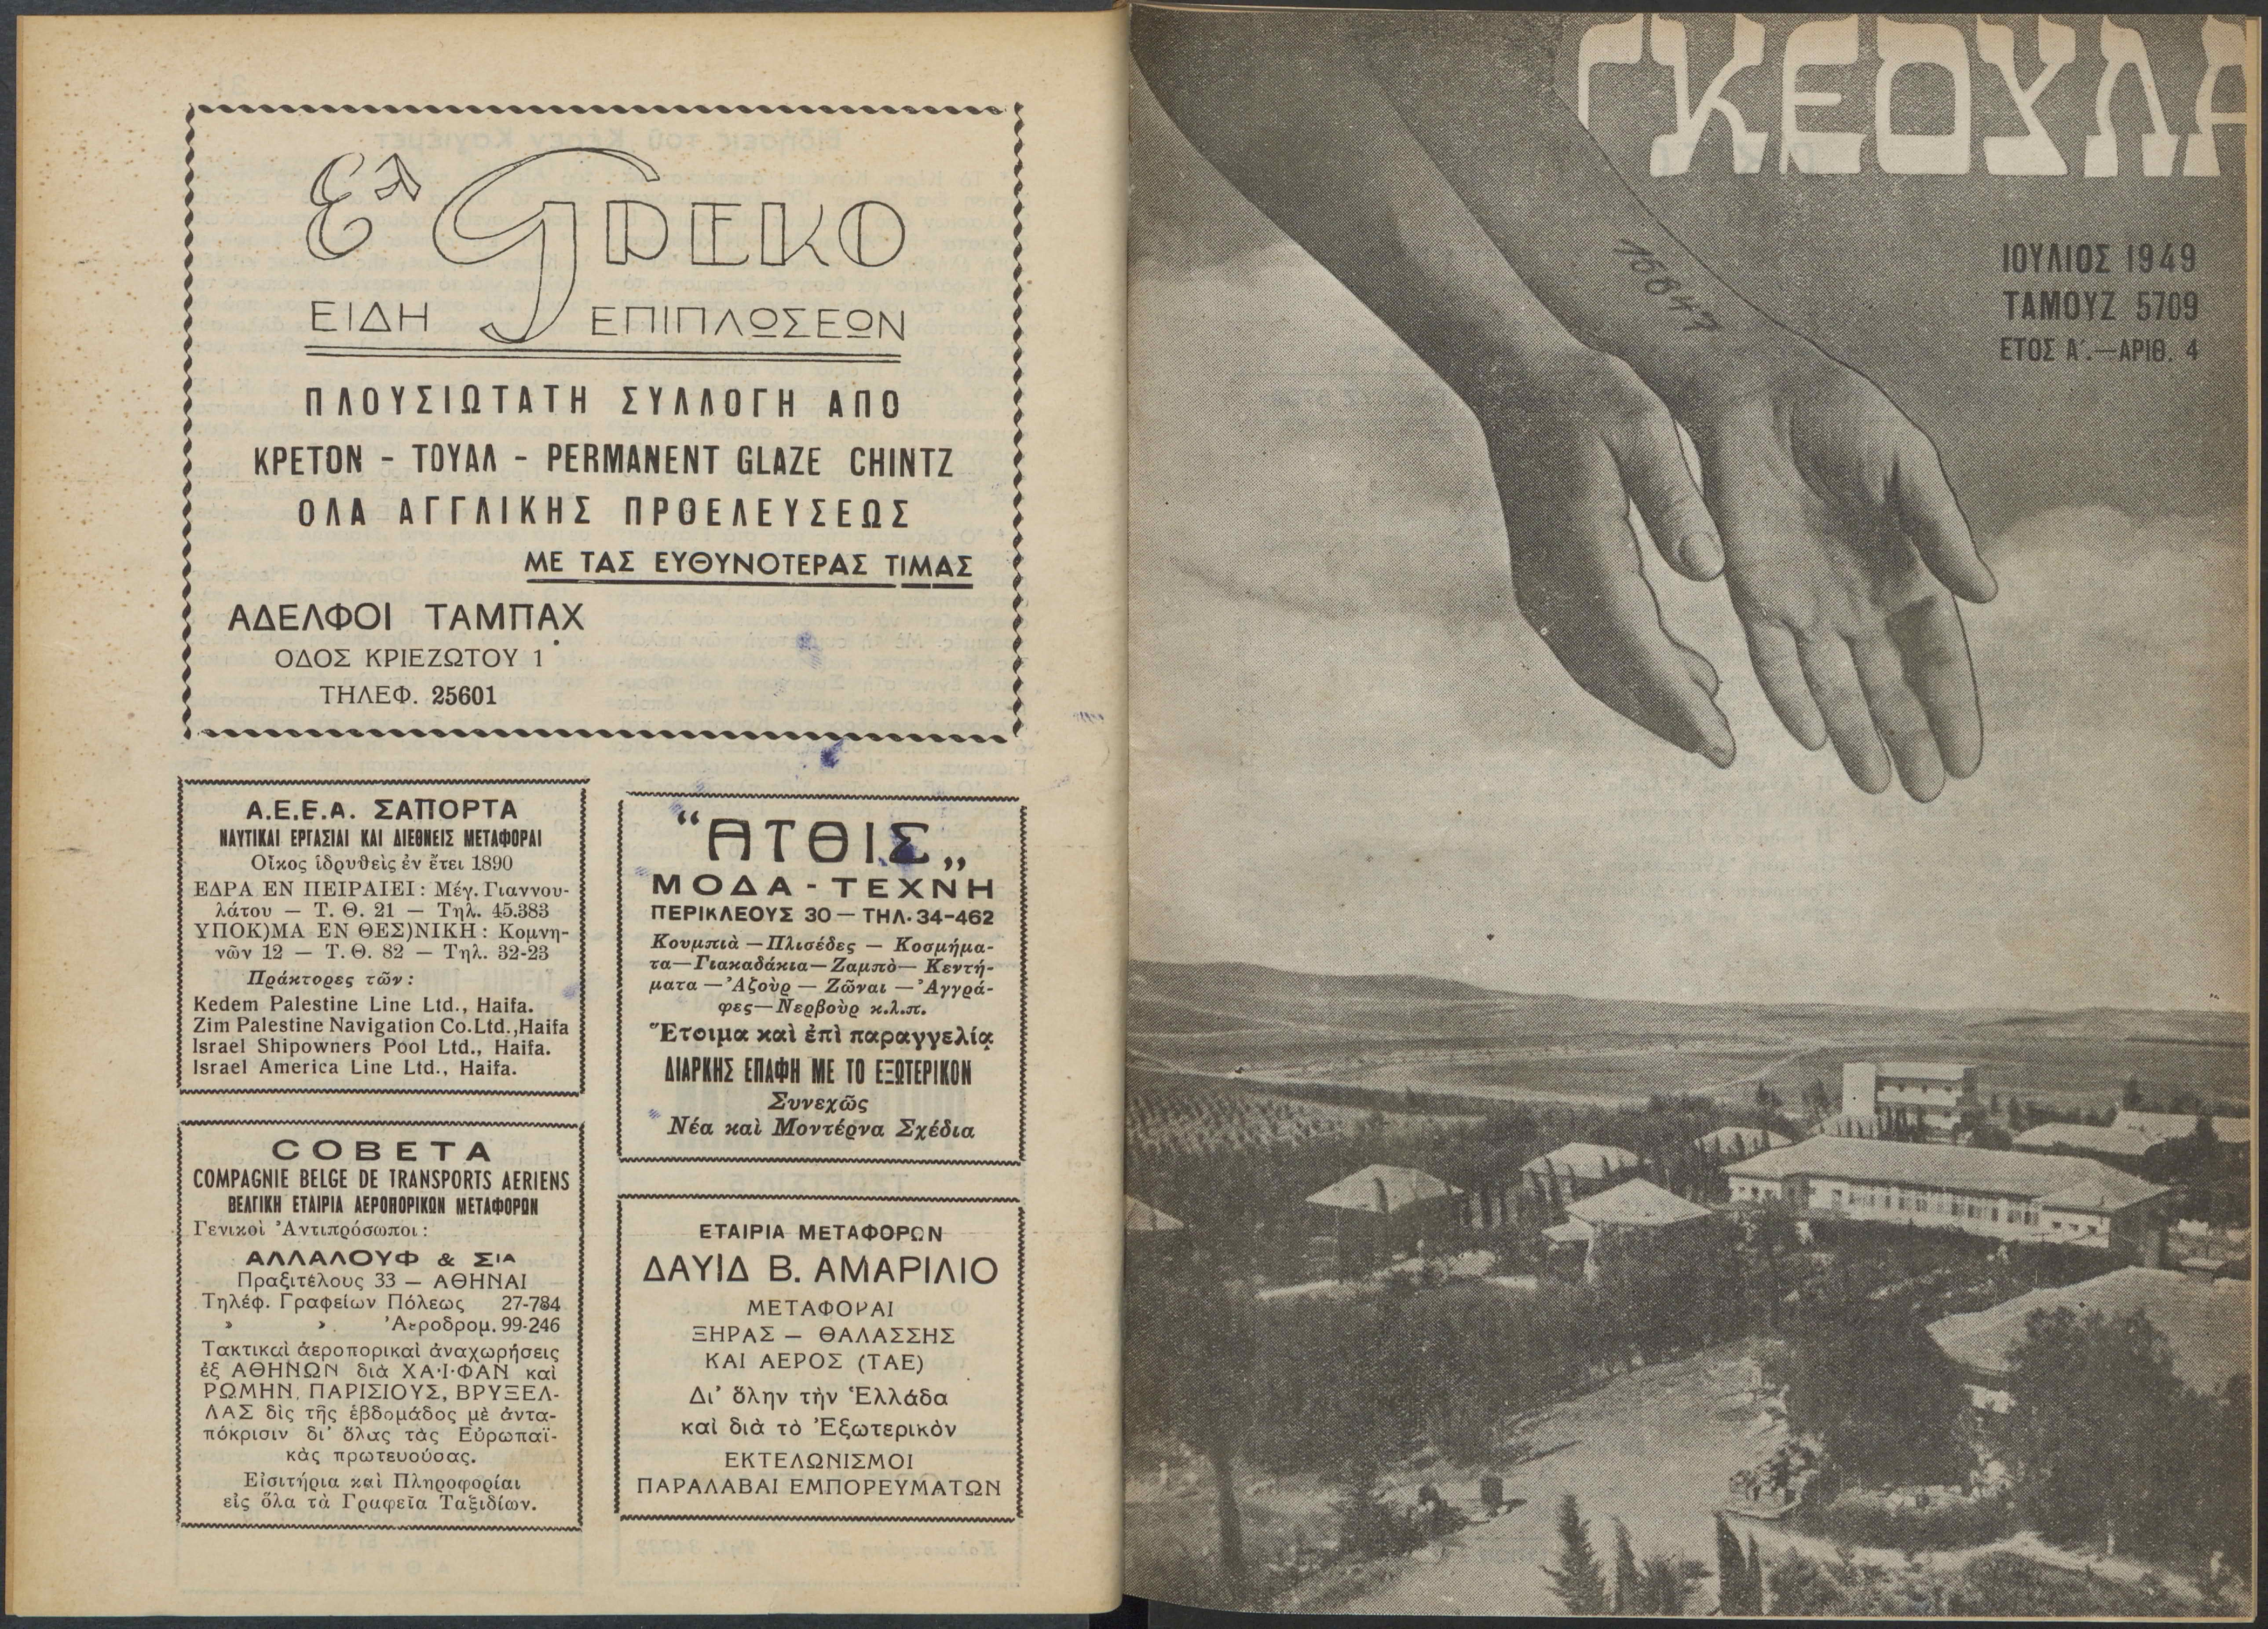 Ελ GΡΕΚΟ
ΕΙΔΗ ΕΠΙΠΛΩΣΕΩΝ
ΠΛΟΥΣΙΩΤΑΤΗ ΣΥΛΛΟΓΗ ΑΠΟ
ΚΡΕΤΟΝ - ΤΟΥΑΛ - PERMANENT GLAZE CHINTZ
ΟΛΑ ΑΓΓΛΙΚΗΣ ΠΡΟΕΛΕΥΣΕΩΣ
ΜΕ ΤΑΣ ΕΥΘΥΝΟΤΕΡΑΣ ΤΙΜΑΣ
ΑΔΕΛΦΟΙ ΤΑΜΠΑΧ
ΟΔΟΣ ΚΡΙΕΖΩΤΟΥ 1
ΤΗΛΕΦ. 25601
Α.Ε.Ε.Α. ΣΑΠΟΡΤΑ
ΝΑΥΤΙΚΑΙ ΕΡΓΑΣΙΑΙ ΚΑΙ ΔΙΕΘΝΕΙΣ ΜΕΤΑΦΟΡΑΙ
Οἶκος ἱδρυθεὶς ἐν ἔτει 1890
ΕΔΡΑ ΕΝ ΠΕΙΡΑΙΕΙ : Μέγ. Γιαννου-
λάτου — Τ. Θ. 21 — Τηλ. 45.383
ΥΠΟΚ)ΜΑ ΕΝ ΘΕΣ)ΝΙΚΗ : Κομνη-
νῶν 12 — Τ. Θ. 82 — Τηλ. 32-23
Πράκτορες τῶν :
Kedem Palestine Line Ltd., Haifa.
Zim Palestine Navigation Co.Ltd.,Haifa
Israel Shipowners Pool Ltd., Haifa.
Israel America Line Ltd., Haifa.
COBETA
COMPAGNIE BELGE DE TRANSPORTS AERIENS
ΒΕΛΓΙΚΗ ΕΤΑΙΡΙΑ ΑΕΡΟΠΟΡΙΚΩΝ ΜΕΤΑΦΟΡΩΝ
Γενικοὶ Ἀντιπρόσωποι :
ΑΛΛΑΛΟΥΦ & ΣΙΑ
Πραξιτέλους 33 — ΑΘΗΝΑΙ
Τηλέφ. Γραφείων Πόλεως 27-784
» » Ἀεροδρομ. 99-246
Τακτικαὶ ἀεροπορικαὶ ἀναχωρήσεις
ἐξ ΑΘΗΝΩΝ διὰ ΧΑ·Ι·ΦΑΝ καὶ
ΡΩΜΗΝ, ΠΑΡΙΣΙΟΥΣ, ΒΡΥΞΕΛ-
ΛΑΣ δὶς τῆς ἑβδομάδος μὲ ἀντα-
πόκρισιν δι' ὅλας τὰς Εὐρωπαϊ-
κὰς πρωτευούσας.
Εἰσιτήρια καὶ Πληροφορίαι
εἰς ὅλα τὰ Γραφεῖα Ταξιδίων.
“ΑΤΘΙΣ„
ΜΟΔΑ - ΤΕΧΝΗ
ΠΕΡΙΚΛΕΟΥΣ 30 — ΤΗΛ. 34-462
Κουμπιὰ — Πλισέδες — Κοσμήμα-
τα — Γιακαδάκια — Ζαμπὸ — Κεντή-
ματα — Ἀζοὺρ — Ζῶναι — Ἀγγρά-
φες — Νερβοὺρ κ.λ.π.
Ἕτοιμα καὶ ἐπὶ παραγγελίᾳ
ΔΙΑΡΚΗΣ ΕΠΑΦΗ ΜΕ ΤΟ ΕΞΩΤΕΡΙΚΟΝ
Συνεχῶς
Νέα καὶ Μοντέρνα Σχέδια
ΕΤΑΙΡΙΑ ΜΕΤΑΦΟΡΩΝ
ΔΑΥΙΔ Β. ΑΜΑΡΙΛΙΟ
ΜΕΤΑΦΟΡΑΙ
ΞΗΡΑΣ — ΘΑΛΑΣΣΗΣ
ΚΑΙ ΑΕΡΟΣ (ΤΑΕ)
Δι' ὅλην τὴν Ἑλλάδα
καὶ διὰ τὸ Ἐξωτερικὸν
ΕΚΤΕΛΩΝΙΣΜΟΙ
ΠΑΡΑΛΑΒΑΙ ΕΜΠΟΡΕΥΜΑΤΩΝ
ΓΚΕΟΥΛΑ
ΙΟΥΛΙΟΣ 1949
ΤΑΜΟΥΖ 5709
ΕΤΟΣ Α΄.—ΑΡΙΘ. 4